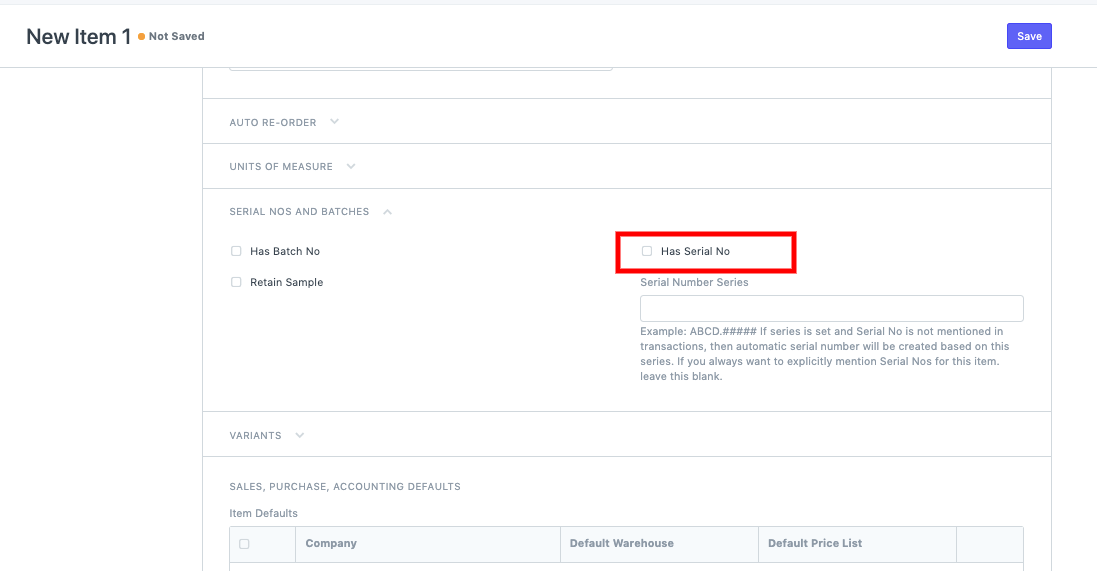 New Item 1 Not Saved
Save
AUTO RE-ORDER
UNITS OF MEASURE
SERIAL NOS AND BATCHES
Has Batch No
Has Serial No
Retain Sample
Serial Number Series
Example: ABCD.##### If series is set and Serial No is not mentioned in
transactions, then automatic serial number will be created based on this
series. If you always want to explicitly mention Serial Nos for this item.
leave this blank.
VARIANTS
SALES, PURCHASE, ACCOUNTING DEFAULTS
Item Defaults
Company Default Warehouse Default Price List